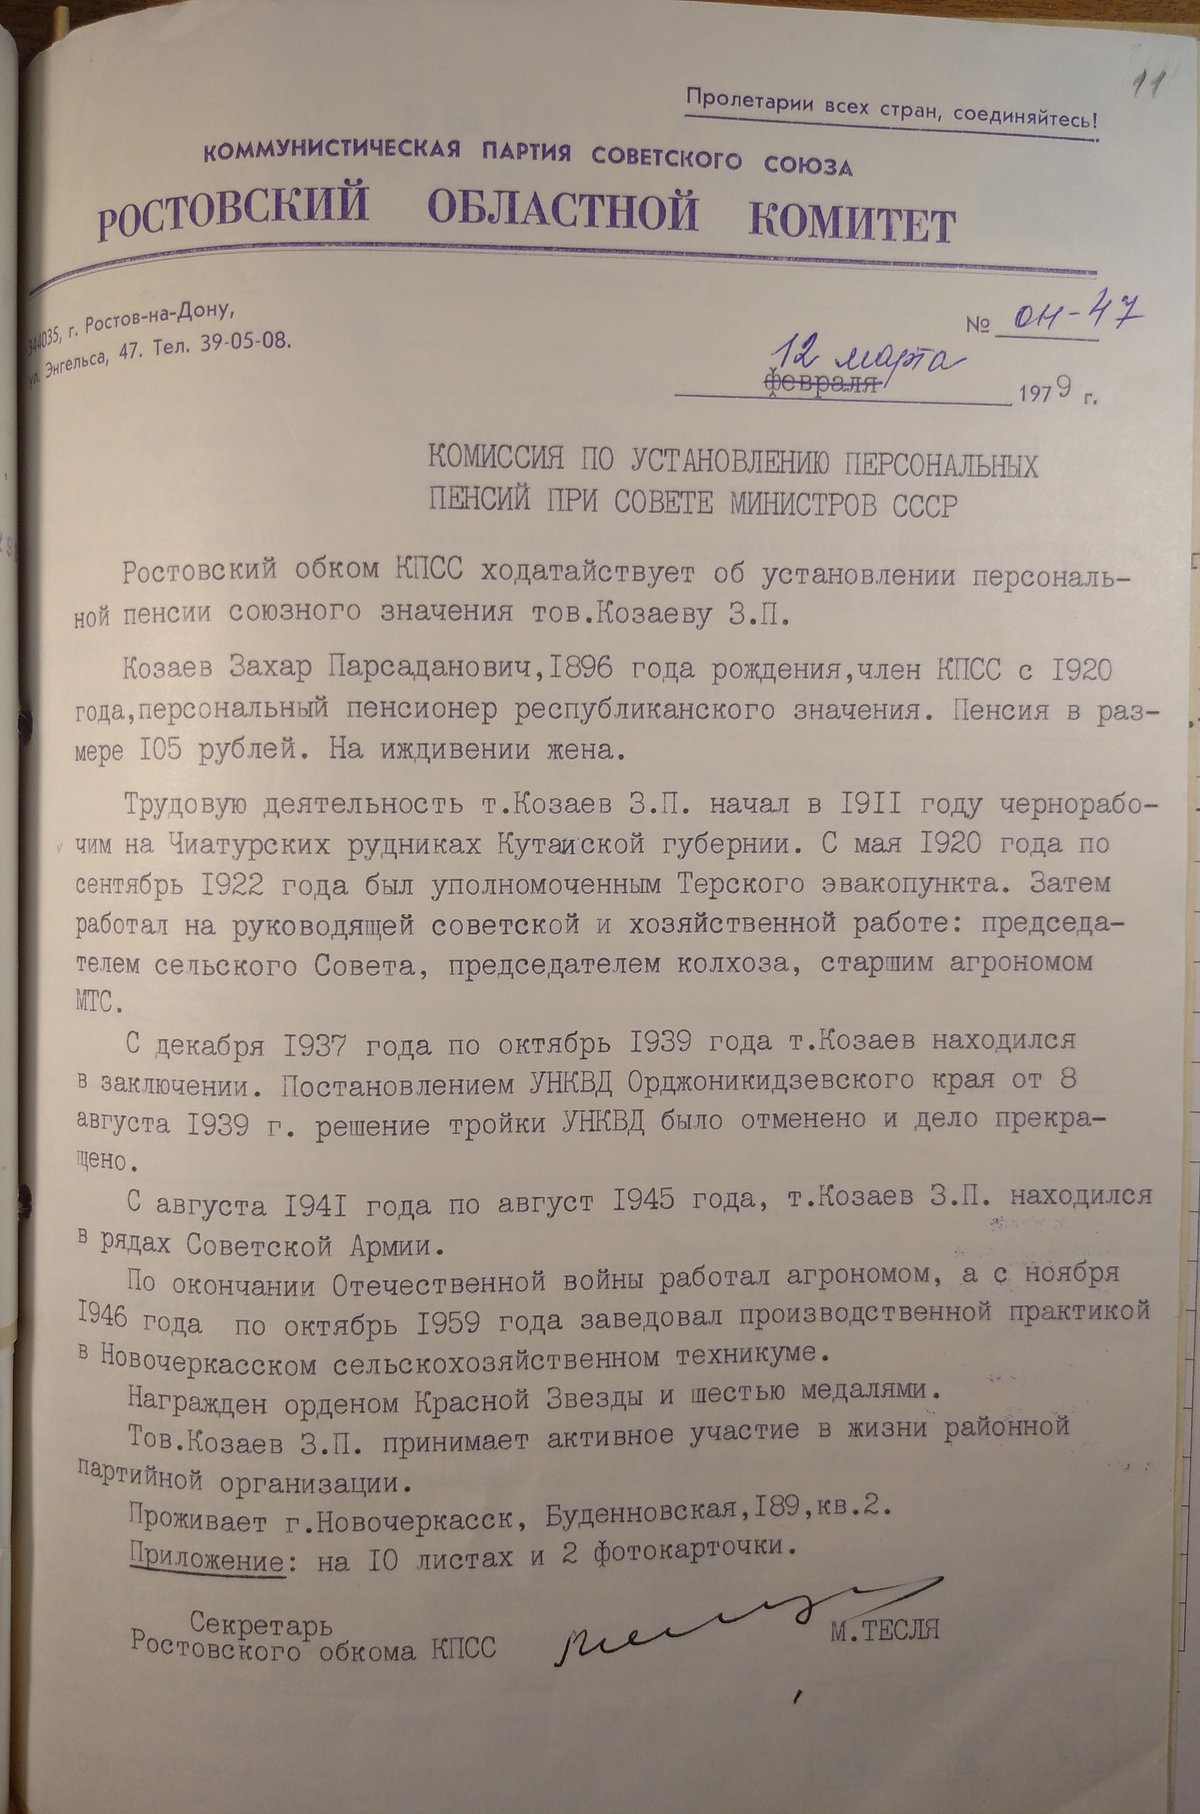 11
Пролетарии всех стран, соединяйтесь!
КОММУНИСТИЧЕСКАЯ ПАРТИЯ СОВЕТСКОГО СОЮЗА
РОСТОВСКИЙ ОБЛАСТНОЙ КОМИТЕТ
344035, г. Ростов-на-Дону,
ул. Энгельса, 47. Тел. 39-05-08.
№ ОН-47
12 марта
февраля 1979 г.
КОМИССИЯ ПО УСТАНОВЛЕНИЮ ПЕРСОНАЛЬНЫХ
ПЕНСИЙ ПРИ СОВЕТЕ МИНИСТРОВ СССР
Ростовский обком КПСС ходатайствует об установлении персональ-
ной пенсии союзного значения тов.Козаеву З.П.
Козаев Захар Парсаданович,1896 года рождения,член КПСС с 1920
года,персональный пенсионер республиканского значения. Пенсия в раз-
мере 105 рублей. На иждивении жена.
Трудовую деятельность т.Козаев З.П. начал в 1911 году чернорабо-
чим на Чиатурских рудниках Кутаиской губернии. С мая 1920 года по
сентябрь 1922 года был уполномоченным Терского эвакопункта. Затем
работал на руководящей советской и хозяйственной работе: председа-
телем сельского Совета, председателем колхоза, старшим агрономом
МТС.
С декабря 1937 года по октябрь 1939 года т.Козаев находился
в заключении. Постановлением УНКВД Орджоникидзевского края от 8
августа 1939 г. решение тройки УНКВД было отменено и дело прекра-
щено.
С августа 1941 года по август 1945 года, т.Козаев З.П. находился
в рядах Советской Армии.
По окончании Отечественной войны работал агрономом, а с ноября
1946 года по октябрь 1959 года заведовал производственной практикой
в Новочеркасском сельскохозяйственном техникуме.
Награжден орденом Красной Звезды и шестью медалями.
Тов.Козаев З.П. принимает активное участие в жизни районной
партийной организации.
Проживает г.Новочеркасск, Буденновская,189,кв.2.
Приложение: на 10 листах и 2 фотокарточки.
Секретарь
Ростовского обкома КПСС М.ТЕСЛЯ